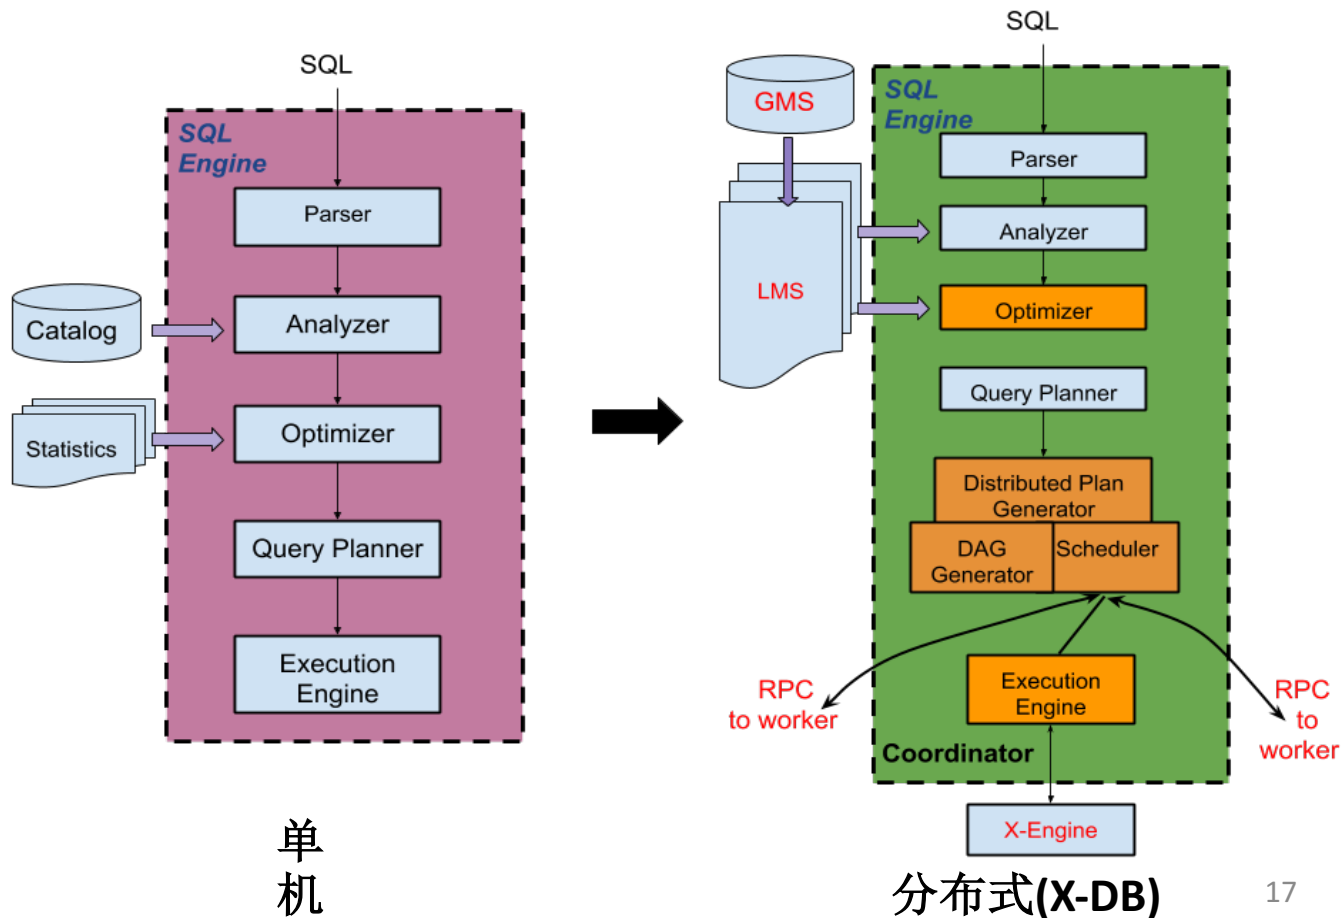 SQL
SQL
Engine
Parser
Analyzer
Catalog
Optimizer
Statistics
Query Planner
Execution
Engine
单
机
SQL
GMS
SQL
Engine
Parser
Analyzer
LMS
Optimizer
Query Planner
Distributed Plan
Generator
DAG
Generator
Scheduler
RPC
to worker
Execution
Engine
RPC
to
worker
Coordinator
X-Engine
分布式(X-DB)
17